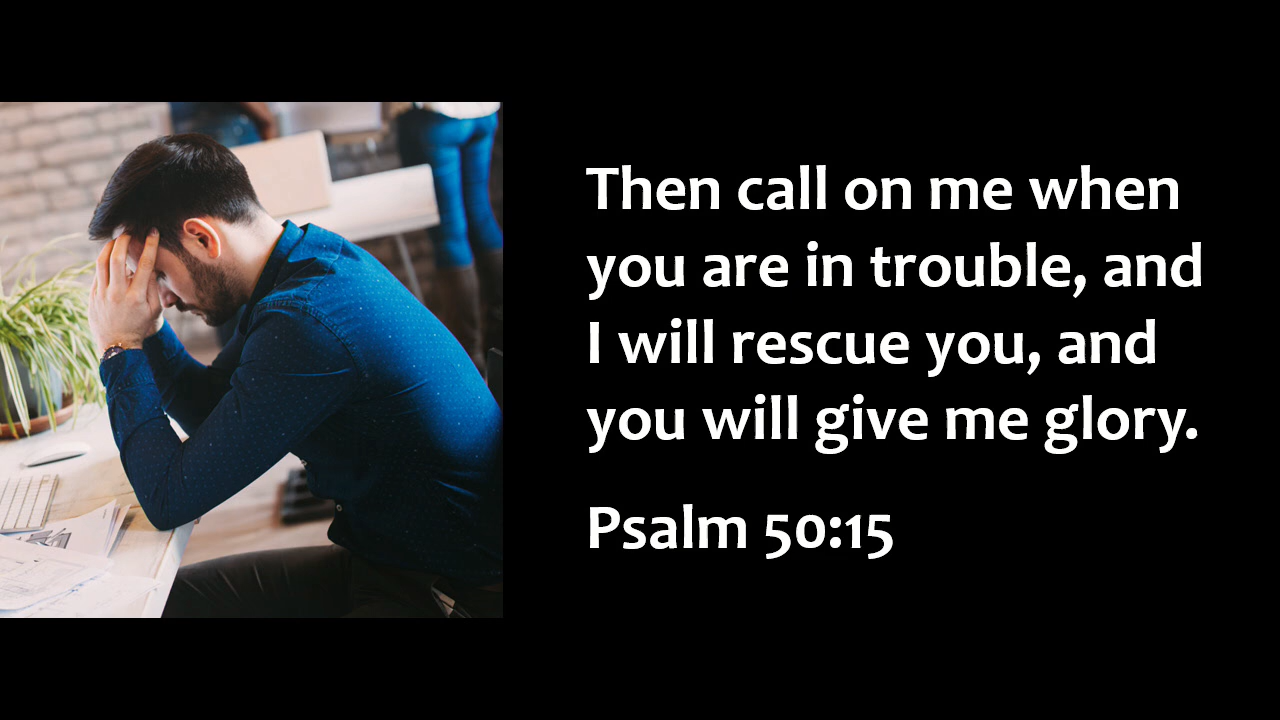 Then call on me when
you are in trouble, and
I will rescue you, and
you will give me glory.
Psalm 50:15